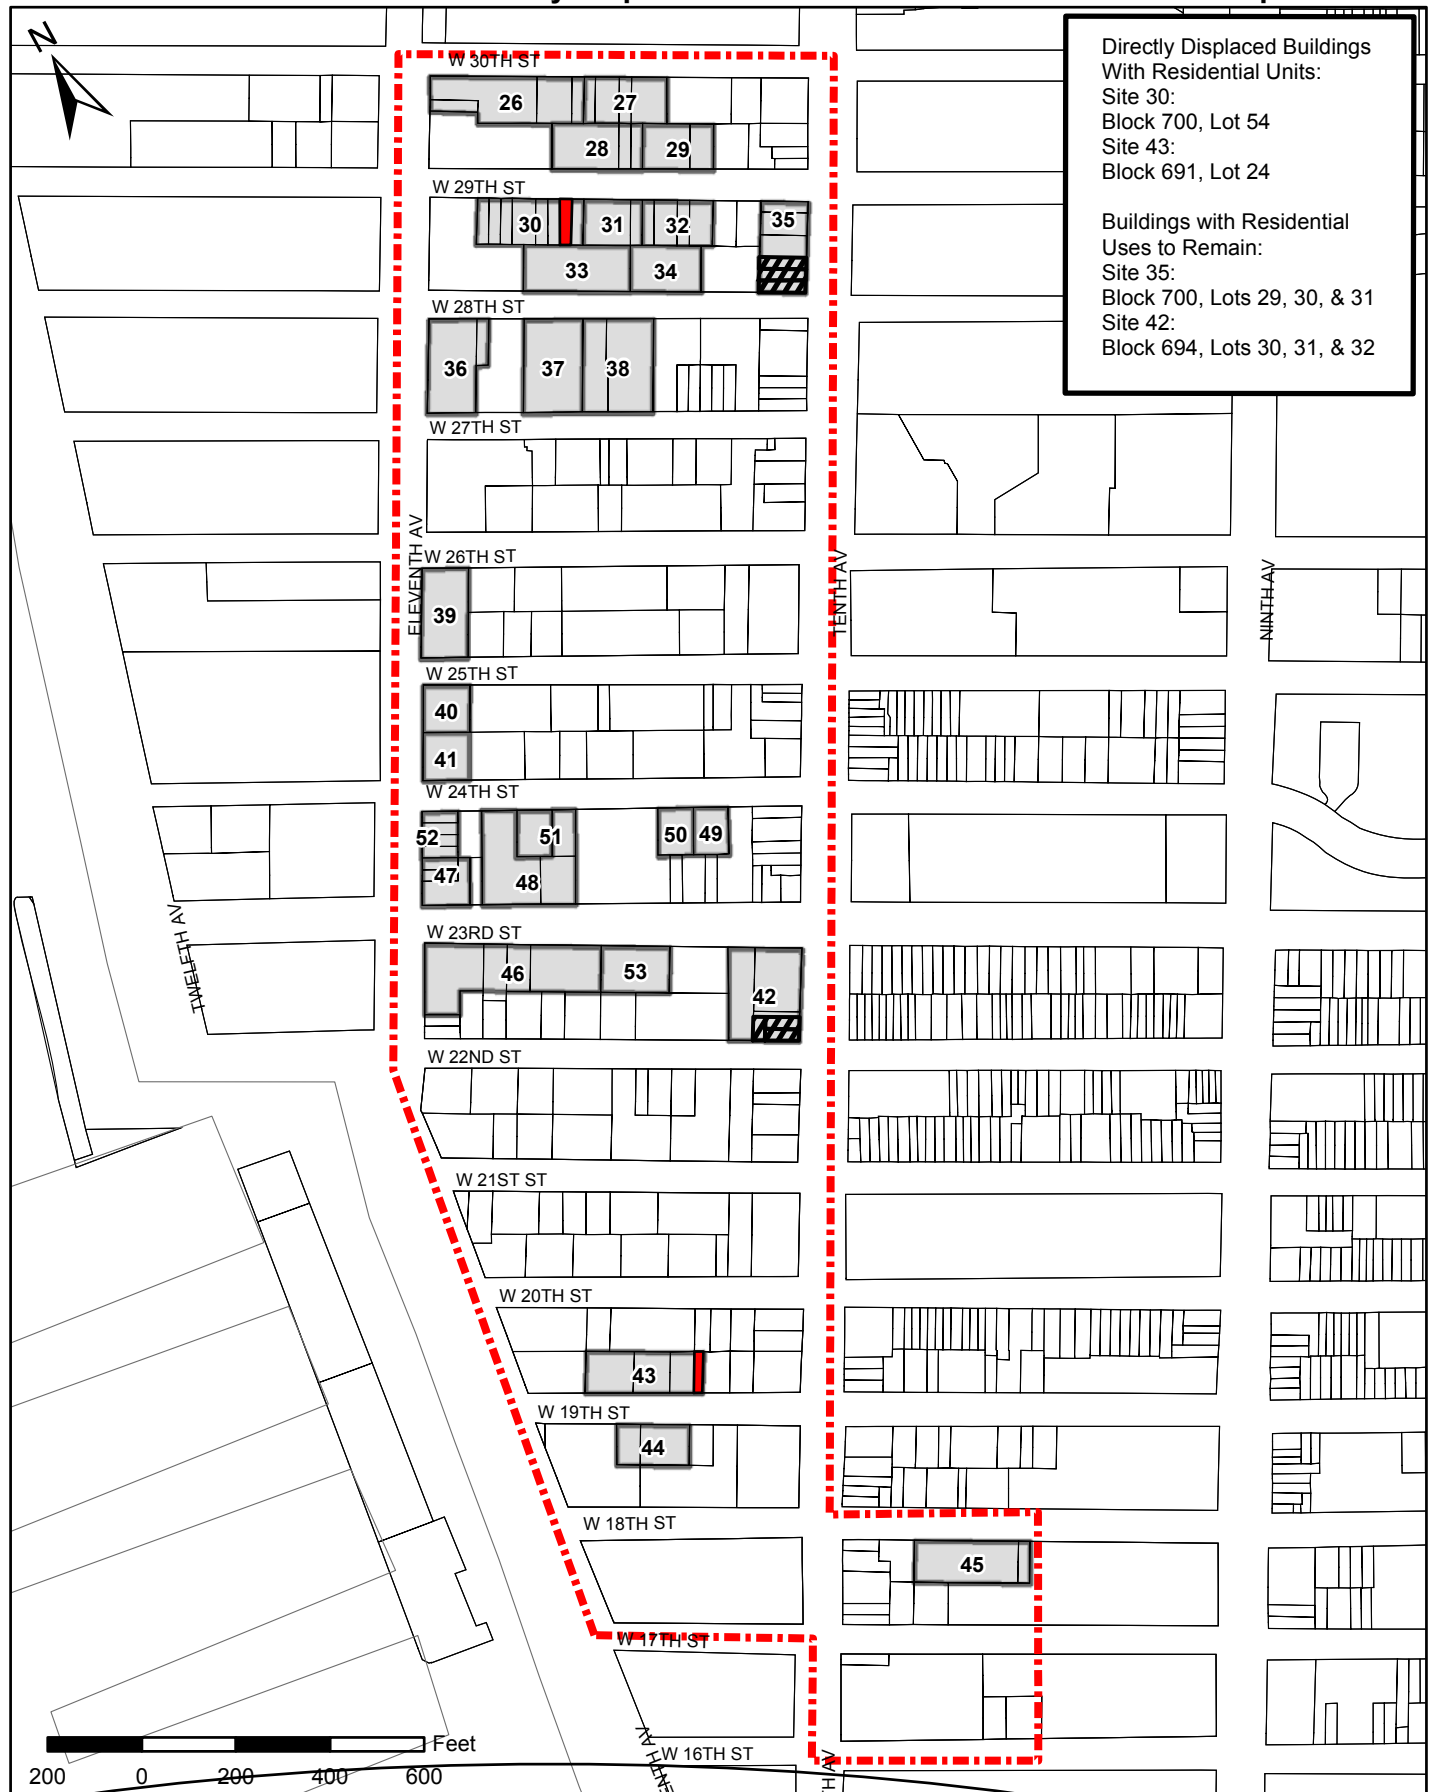 N
Directly Displaced Buildings
With Residential Units:
Site 30:
Block 700, Lot 54
Site 43:
Block 691, Lot 24
Buildings with Residential
Uses to Remain:
Site 35:
Block 700, Lots 29, 30, & 31
Site 42:
Block 694, Lots 30, 31, & 32
W 30TH ST
26
27
28
29
W 29TH ST
30
31
32
35
33
34
W 28TH ST
36
37
38
W 27TH ST
ELEVENTH AV
TENTH AV
NINTH AV
W 26TH ST
39
W 25TH ST
40
41
W 24TH ST
52
51
50
49
47
48
TWELFTH AV
W 23RD ST
46
53
42
W 22ND ST
W 21ST ST
W 20TH ST
43
W 19TH ST
44
W 18TH ST
45
W 17TH ST
W 16TH ST
Feet
200 0 200 400 600